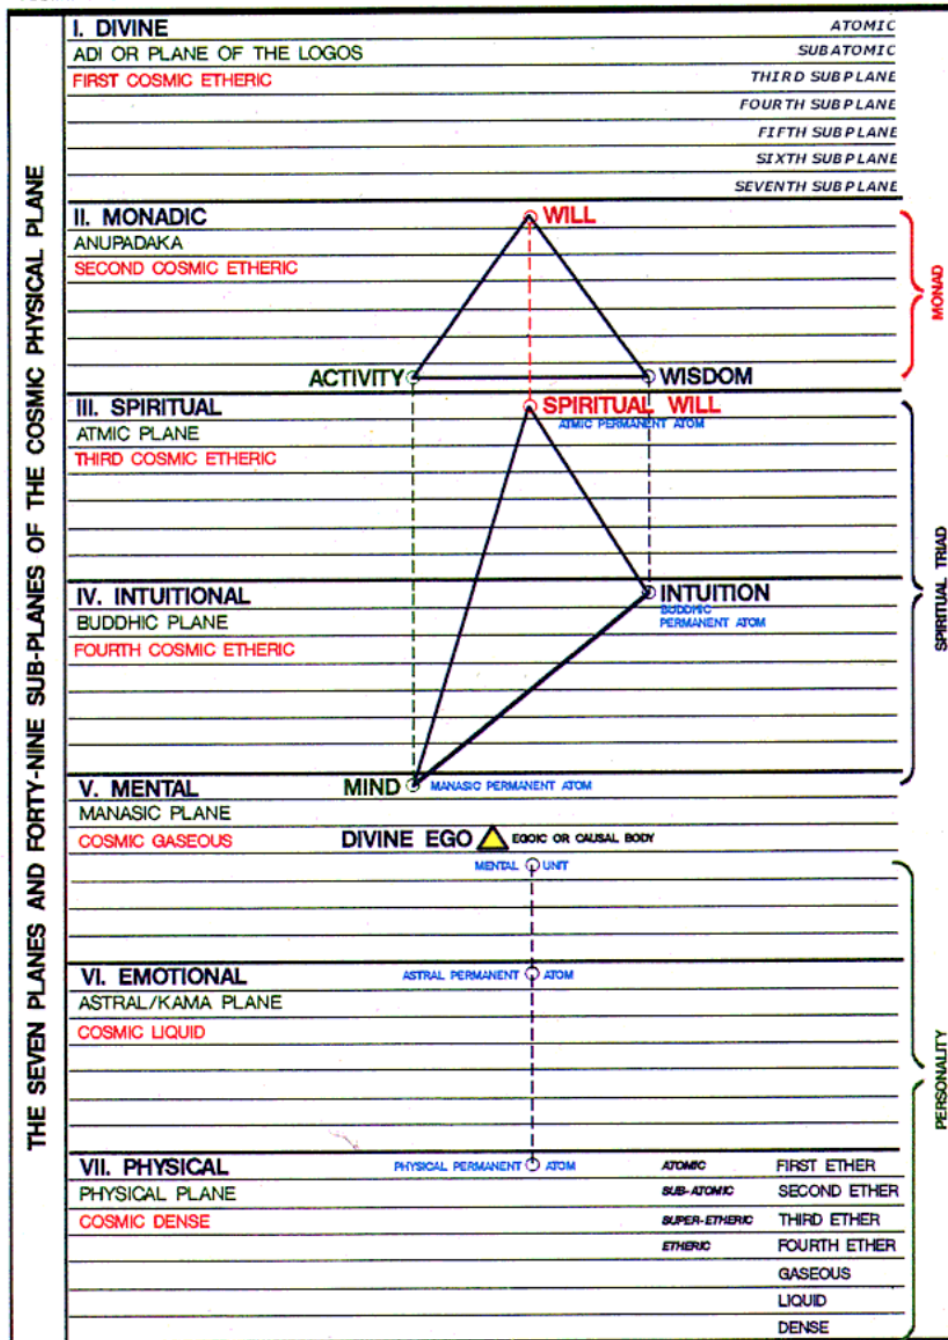 THE SEVEN PLANES AND FORTY-NINE SUB-PLANES OF THE COSMIC PHYSICAL PLANE
I. DIVINE
ATOMIC
ADI OR PLANE OF THE LOGOS
SUBATOMIC
FIRST COSMIC ETHERIC
THIRD SUBPLANE
FOURTH SUBPLANE
FIFTH SUBPLANE
SIXTH SUBPLANE
SEVENTH SUBPLANE
II. MONADIC
WILL
ANUPADAKA
SECOND COSMIC ETHERIC
MONAD
ACTIVITY
WISDOM
III. SPIRITUAL
SPIRITUAL WILL
ATMIC PLANE
ATMIC PERMANENT ATOM
THIRD COSMIC ETHERIC
SPIRITUAL TRIAD
IV. INTUITIONAL
INTUITION
BUDDHIC PLANE
BUDDHIC
PERMANENT ATOM
FOURTH COSMIC ETHERIC
V. MENTAL
MIND
MANASIC PERMANENT ATOM
MANASIC PLANE
COSMIC GASEOUS
DIVINE EGO
EGOIC OR CAUSAL BODY
MENTAL UNIT
VI. EMOTIONAL
ASTRAL PERMANENT ATOM
ASTRAL/KAMA PLANE
COSMIC LIQUID
PERSONALITY
VII. PHYSICAL
PHYSICAL PERMANENT ATOM
ATOMIC FIRST ETHER
PHYSICAL PLANE
SUB-ATOMIC SECOND ETHER
COSMIC DENSE
SUPER-ETHERIC THIRD ETHER
ETHERIC FOURTH ETHER
GASEOUS
LIQUID
DENSE